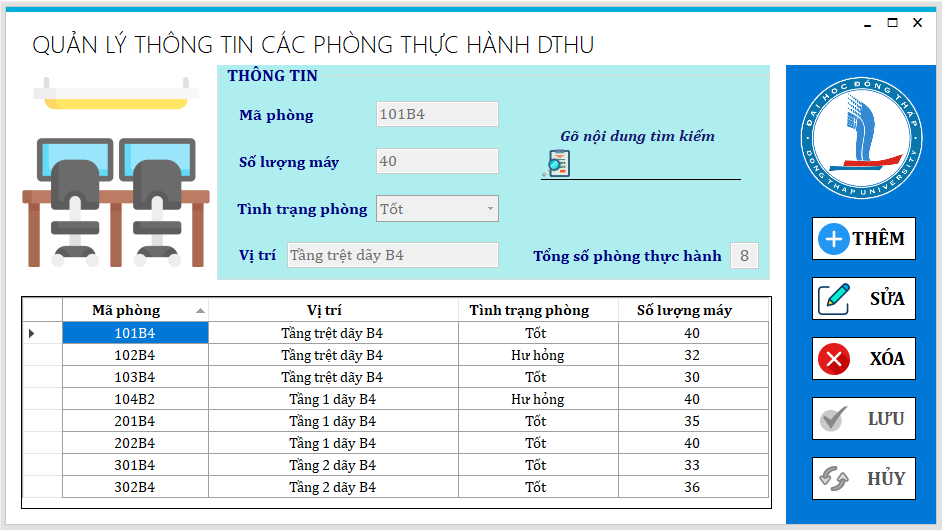 QUẢN LÝ THÔNG TIN CÁC PHÒNG THỰC HÀNH DTHU
THÔNG TIN
Mã phòng 101B4
Gõ nội dung tìm kiếm
Số lượng máy 40
Tình trạng phòng Tốt
Vị trí Tầng trệt dãy B4
Tổng số phòng thực hành 8
ĐẠI HỌC ĐỒNG THÁP
DONG THAP UNIVERSITY
THÊM
SỬA
XÓA
LƯU
HỦY
Mã phòng Vị trí Tình trạng phòng Số lượng máy
101B4 Tầng trệt dãy B4 Tốt 40
102B4 Tầng trệt dãy B4 Hư hỏng 32
103B4 Tầng trệt dãy B4 Tốt 30
104B2 Tầng 1 dãy B4 Hư hỏng 40
201B4 Tầng 1 dãy B4 Tốt 35
202B4 Tầng 1 dãy B4 Tốt 40
301B4 Tầng 2 dãy B4 Tốt 33
302B4 Tầng 2 dãy B4 Tốt 36